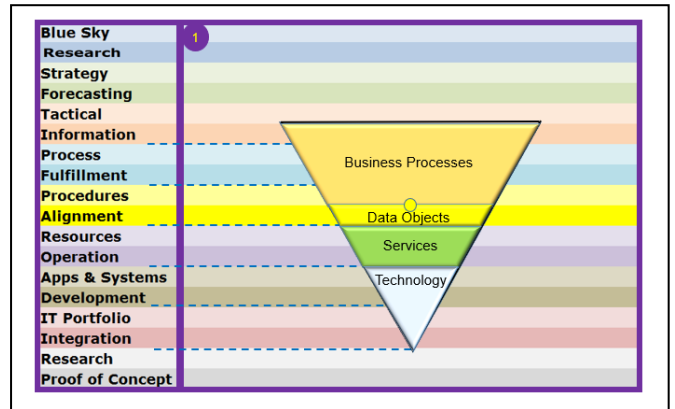 Blue Sky
1
Research
Strategy
Forecasting
Tactical
Information
Process
Business Processes
Fulfillment
Procedures
Alignment
Data Objects
Resources
Services
Operation
Apps & Systems
Technology
Development
IT Portfolio
Integration
Research
Proof of Concept